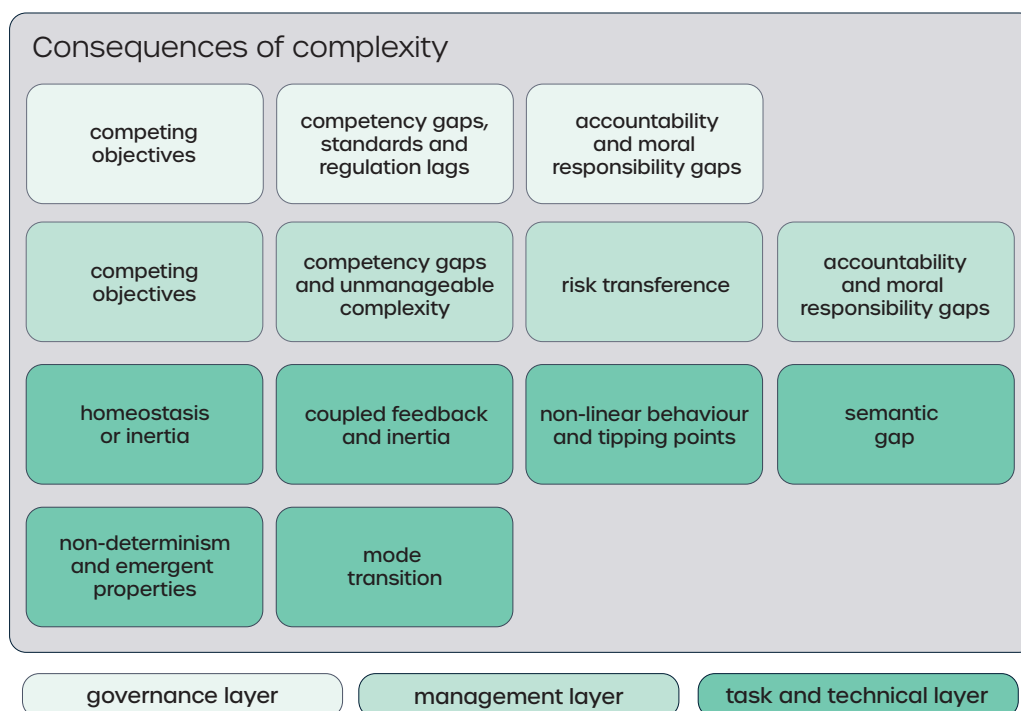 Consequences of complexity
competing
objectives
competency gaps,
standards and
regulation lags
accountability
and moral
responsibility gaps
competing
objectives
competency gaps
and unmanageable
complexity
risk transference
accountability
and moral
responsibility gaps
homeostasis
or inertia
coupled feedback
and inertia
non-linear behaviour
and tipping points
semantic
gap
non-determinism
and emergent
properties
mode
transition
governance layer
management layer
task and technical layer